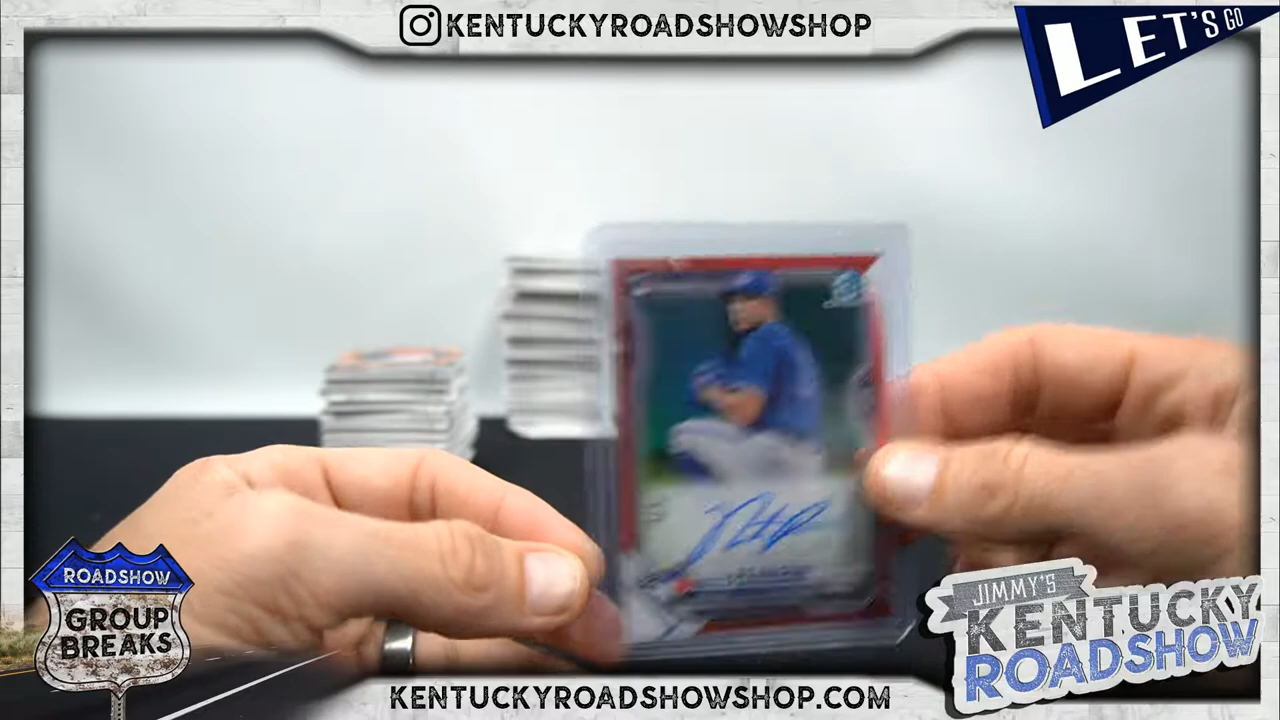 KENTUCKYROADSHOWSHOP
LET'S GO
ROADSHOW
GROUP
BREAKS
JIMMY'S
KENTUCKY
ROADSHOW
KENTUCKYROADSHOWSHOP.COM